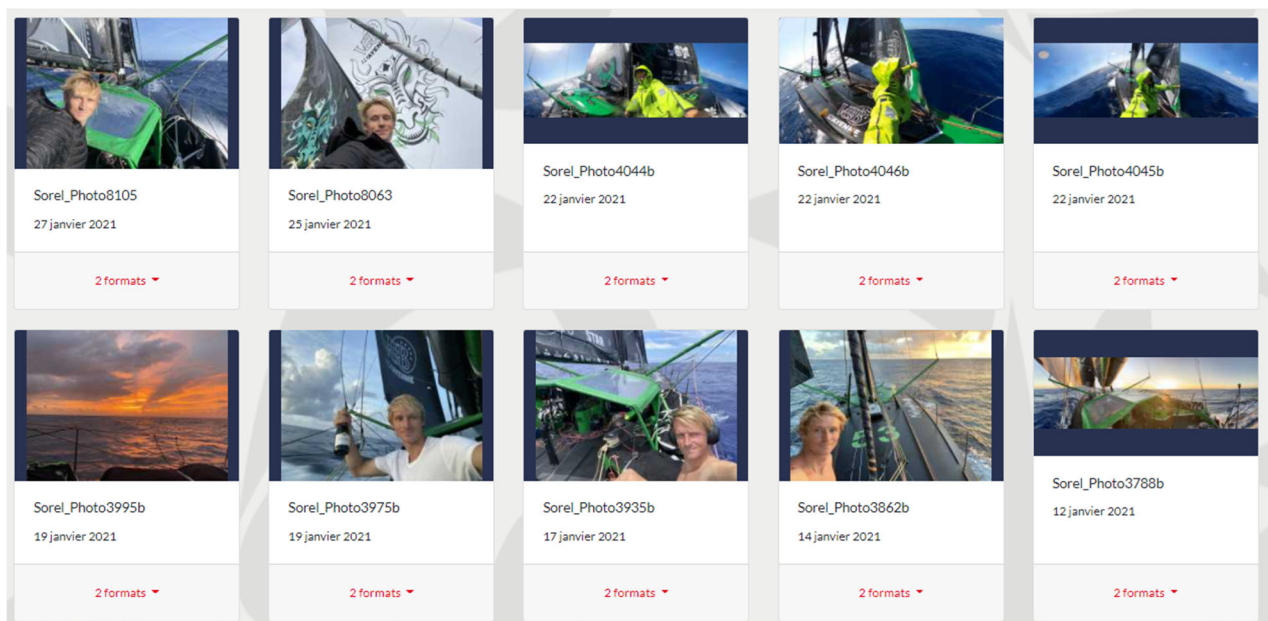 Sorel_Photo8105
27 janvier 2021
2 formats
Sorel_Photo8063
25 janvier 2021
2 formats
Sorel_Photo4044b
22 janvier 2021
2 formats
Sorel_Photo4046b
22 janvier 2021
2 formats
Sorel_Photo4045b
22 janvier 2021
2 formats
Sorel_Photo3995b
19 janvier 2021
2 formats
Sorel_Photo3975b
19 janvier 2021
2 formats
Sorel_Photo3935b
17 janvier 2021
2 formats
Sorel_Photo3862b
14 janvier 2021
2 formats
Sorel_Photo3788b
12 janvier 2021
2 formats